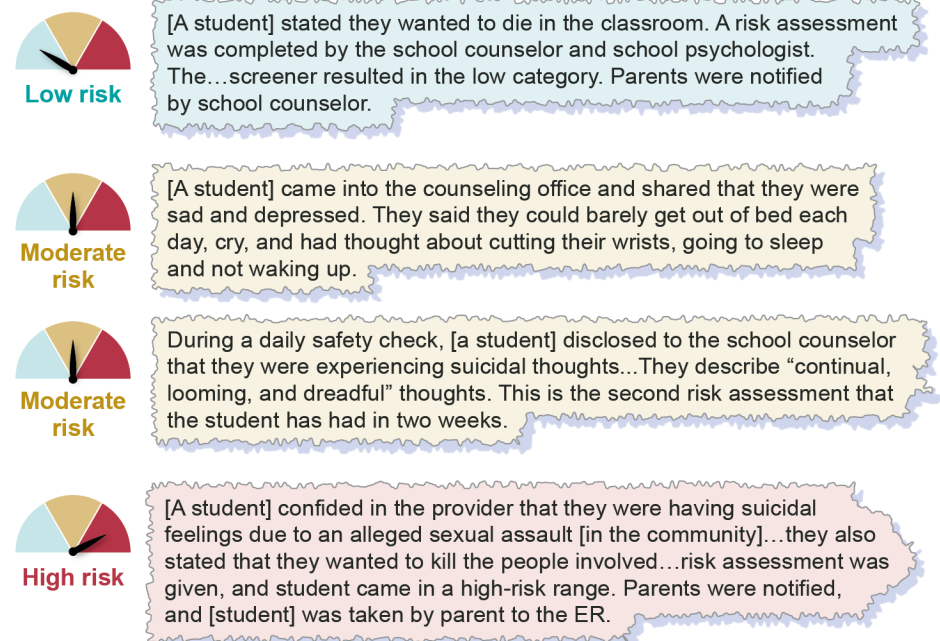 Low risk
[A student] stated they wanted to die in the classroom. A risk assessment
was completed by the school counselor and school psychologist.
The…screener resulted in the low category. Parents were notified
by school counselor.
Moderate
risk
[A student] came into the counseling office and shared that they were
sad and depressed. They said they could barely get out of bed each
day, cry, and had thought about cutting their wrists, going to sleep
and not waking up.
Moderate
risk
During a daily safety check, [a student] disclosed to the school counselor
that they were experiencing suicidal thoughts...They describe “continual,
looming, and dreadful” thoughts. This is the second risk assessment that
the student has had in two weeks.
High risk
[A student] confided in the provider that they were having suicidal
feelings due to an alleged sexual assault [in the community]…they also
stated that they wanted to kill the people involved…risk assessment was
given, and student came in a high-risk range. Parents were notified,
and [student] was taken by parent to the ER.